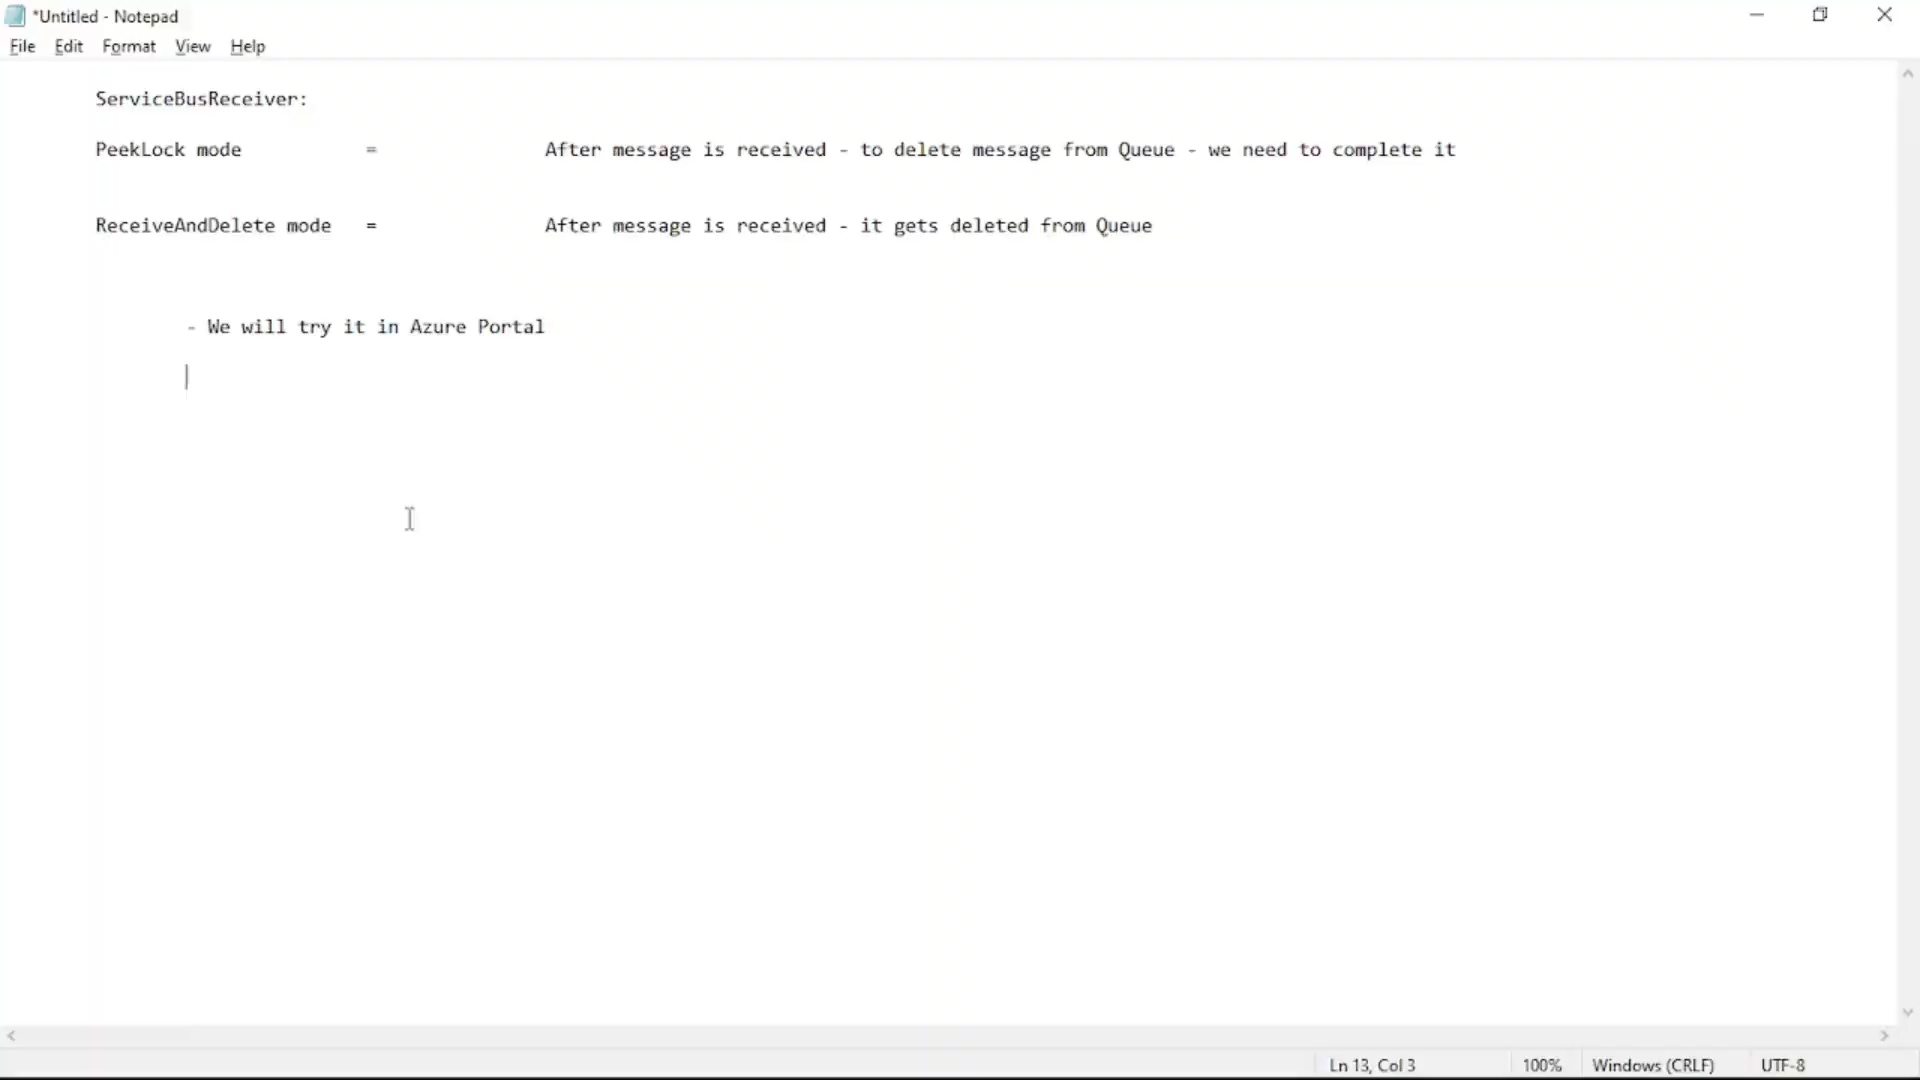 *Untitled - Notepad
File Edit Format View Help
ServiceBusReceiver:
PeekLock mode = After message is received - to delete message from Queue - we need to complete it
ReceiveAndDelete mode = After message is received - it gets deleted from Queue
- We will try it in Azure Portal
Ln 13, Col 3 100% Windows (CRLF) UTF-8